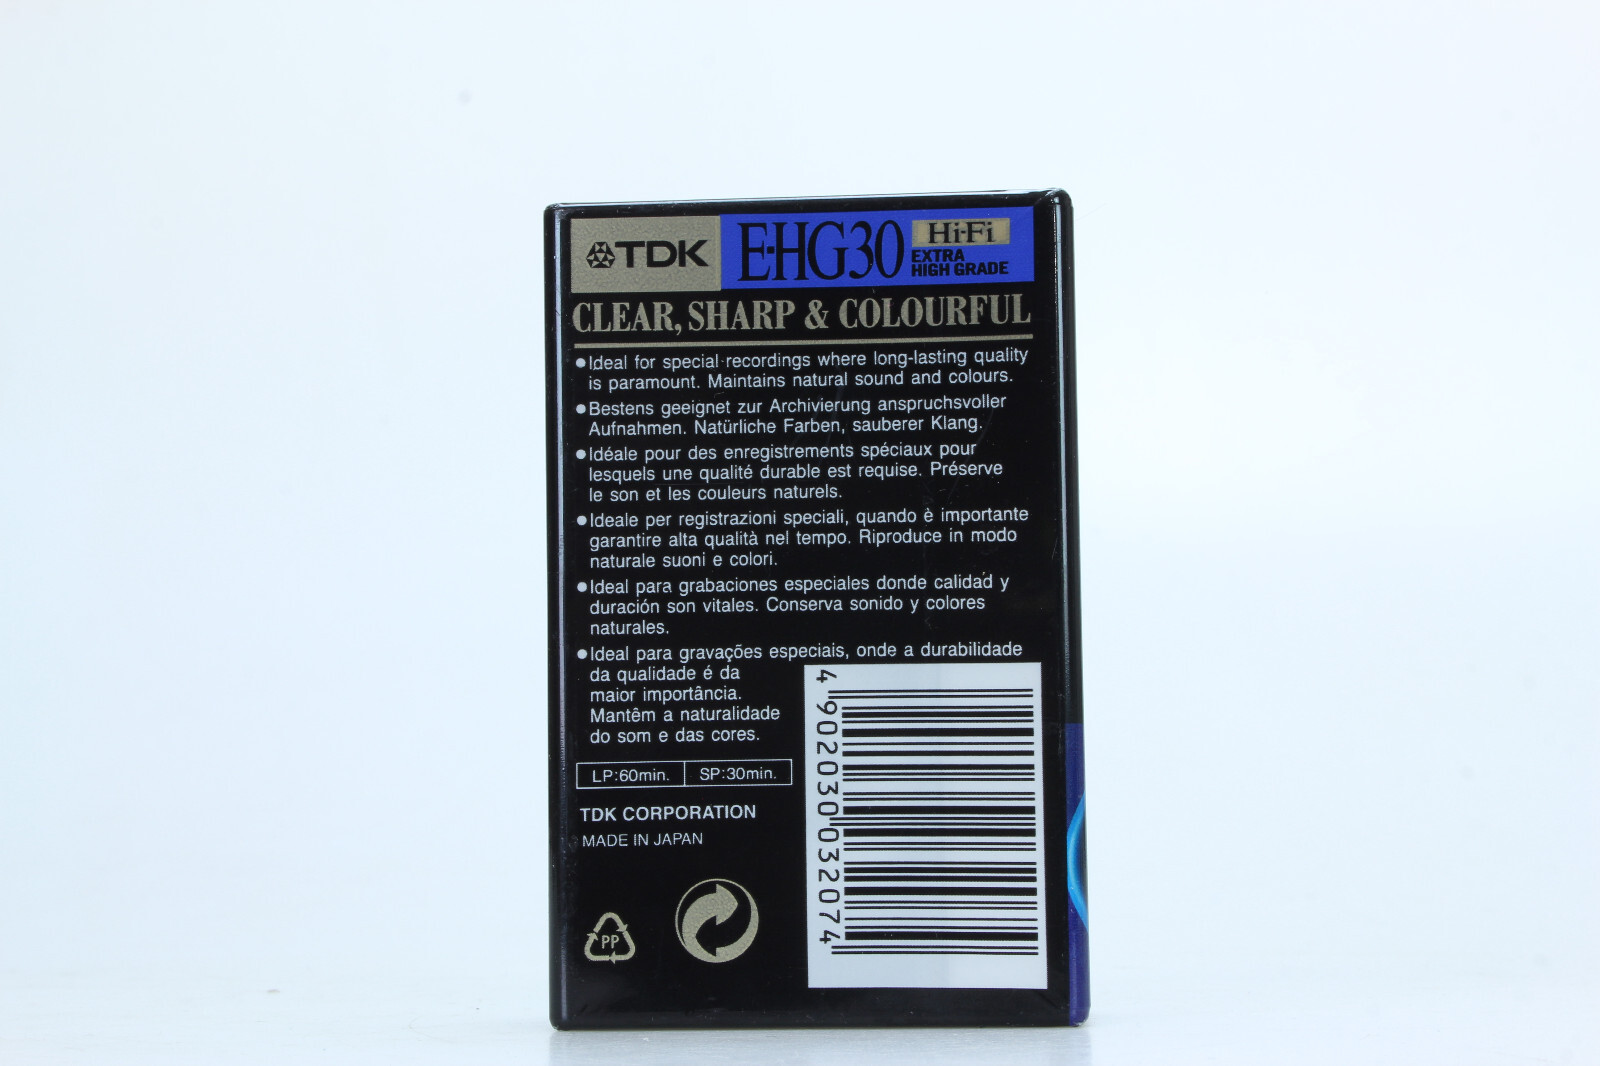 TDK E-HG30 Hi-Fi
EXTRA
HIGH GRADE
CLEAR, SHARP & COLOURFUL
●Ideal for special recordings where long-lasting quality
is paramount. Maintains natural sound and colours.
●Bestens geeignet zur Archivierung anspruchsvoller
Aufnahmen. Natürliche Farben, sauberer Klang.
●Idéale pour des enregistrements spéciaux pour
lesquels une qualité durable est requise. Préserve
le son et les couleurs naturels.
●Ideale per registrazioni speciali, quando è importante
garantire alta qualità nel tempo. Riproduce in modo
naturale suoni e colori.
●Ideal para grabaciones especiales donde calidad y
duración son vitales. Conserva sonido y colores
naturales.
●Ideal para gravações especiais, onde a durabilidade
da qualidade é da
maior importância.
Mantêm a naturalidade
do som e das cores.
LP:60min. SP:30min.
TDK CORPORATION
MADE IN JAPAN
PP
4 902030 032074